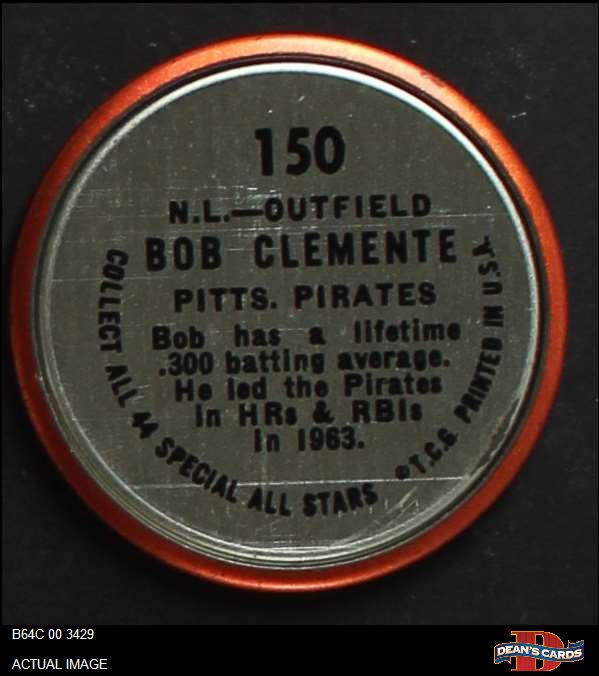 150
N.L.—OUTFIELD
BOB CLEMENTE
PITTS. PIRATES
Bob has a lifetime
.300 batting average.
He led the Pirates
in HRs & RBIs
in 1963.
COLLECT ALL 44 SPECIAL ALL STARS ©T.C.G. PRINTED IN U.S.A.
B64C 00 3429
ACTUAL IMAGE
DEAN'S CARDS